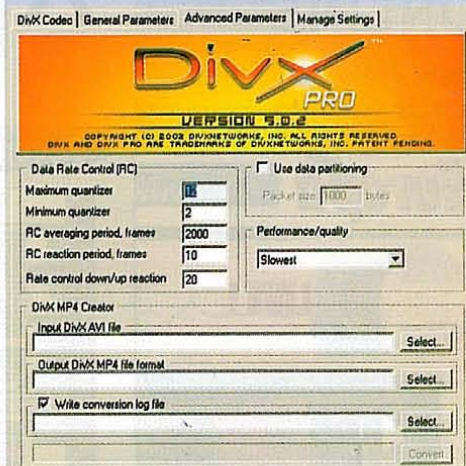 DivX Codec General Parameters Advanced Parameters Manage Settings
DivX™
PRO
VERSION 5.0.2
COPYRIGHT (C) 2002 DIVXNETWORKS, INC. ALL RIGHTS RESERVED.
DIVX AND DIVX PRO ARE TRADEMARKS OF DIVXNETWORKS, INC. PATENT PENDING.
Data Rate Control (RC)
Maximum quantizer 12
Minimum quantizer 2
RC averaging period, frames 2000
RC reaction period, frames 10
Rate control down/up reaction 20
Use data partitioning
Packet size 1000 bytes
Performance/quality
Slowest
DivX MP4 Creator
Input DivX AVI file
Select...
Output DivX MP4 file format
Select...
Write conversion log file
Select...
Convert